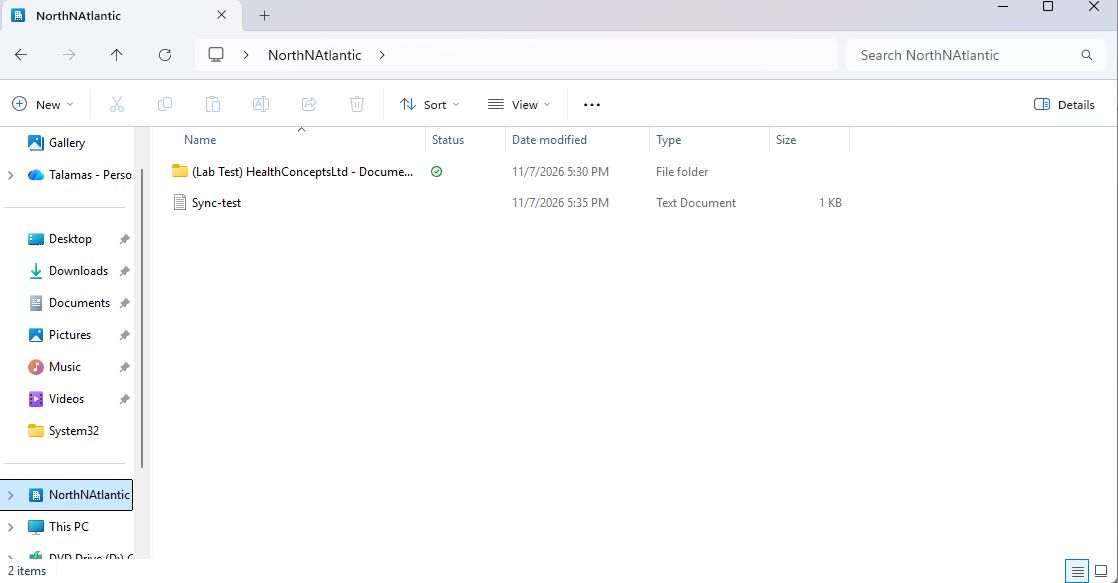 NorthNAtlantic
NorthNAtlantic
Search NorthNAtlantic
New
Sort
View
Details
Name
Status
Date modified
Type
Size
Gallery
Talamas - Perso
Desktop
Downloads
Documents
Pictures
Music
Videos
System32
NorthNAtlantic
This PC
DVD Drive (D:) C
(Lab Test) HealthConceptsLtd - Docume...
11/7/2026 5:30 PM
File folder
Sync-test
11/7/2026 5:35 PM
Text Document
1 KB
2 items